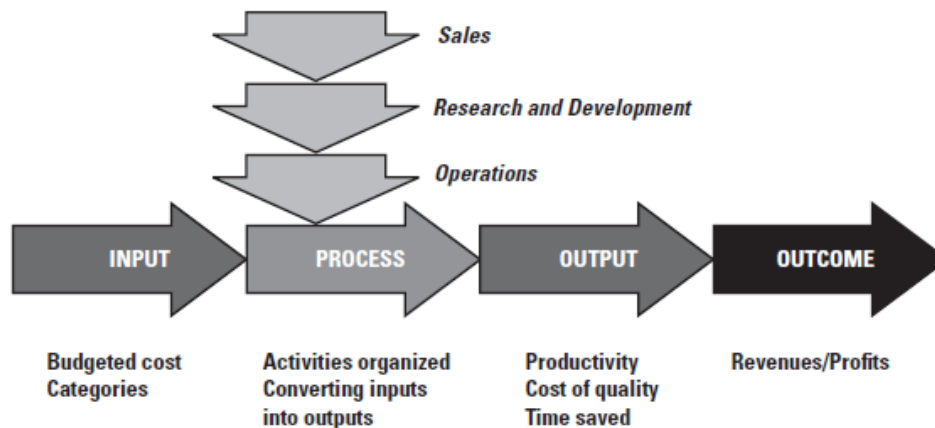 Sales
Research and Development
Operations
INPUT
PROCESS
OUTPUT
OUTCOME
Budgeted cost
Categories
Activities organized
Converting inputs
into outputs
Productivity
Cost of quality
Time saved
Revenues/Profits